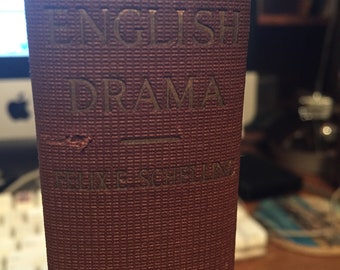 ENGLISH
DRAMA
FELIX E. SCHELLING